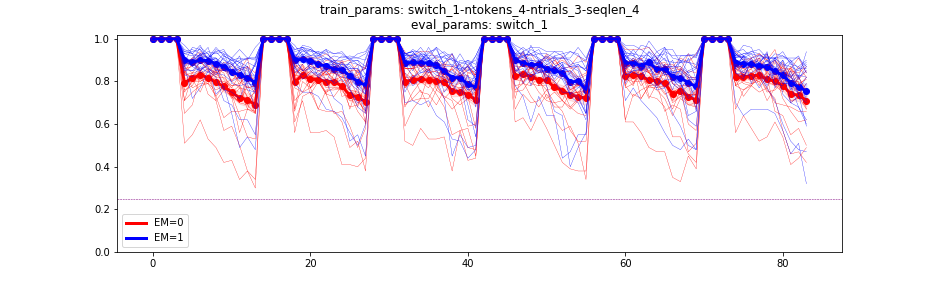 train_params: switch_1-ntokens_4-ntrials_3-seqlen_4
eval_params: switch_1
1.0
0.8
0.6
0.4
0.2
0.0
EM=0
EM=1
0 20 40 60 80